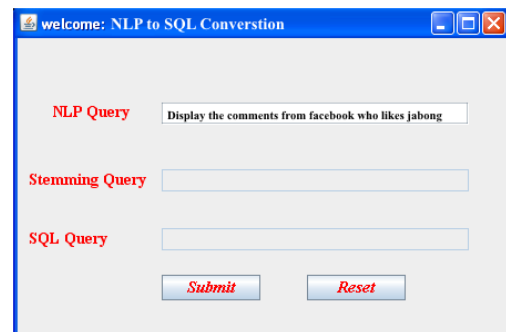 welcome: NLP to SQL Converstion
NLP Query
Display the comments from facebook who likes jabong
Stemming Query
SQL Query
Submit
Reset